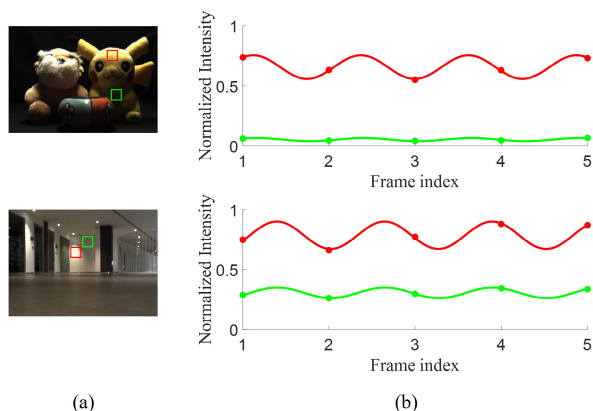 1
0.5
0
Normalized Intensity
1 2 3 4 5
Frame index
1
0.5
0
Normalized Intensity
1 2 3 4 5
Frame index
(a) (b)